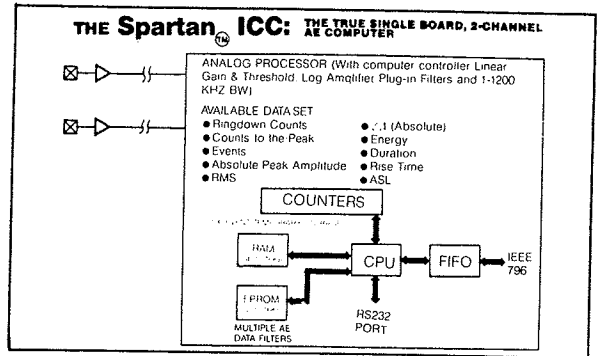 THE Spartan™ ICC: THE TRUE SINGLE BOARD, 2-CHANNEL
AE COMPUTER
ANALOG PROCESSOR (With computer controller Linear
Gain & Threshold, Log Amqlifier Plug-in Filters and 1-1200
KHZ BW)
AVAILABLE DATA SET
● Ringdown Counts
● Counts to the Peak
● Events
● Absolute Peak Amplitude
● RMS
● (Absolute)
● Energy
● Duration
● Rise Time
● ASL
COUNTERS
RAM
CPU
FIFO
IEEE
796
EPROM
MULTIPLE AE
DATA FILTERS
RS232
PORT